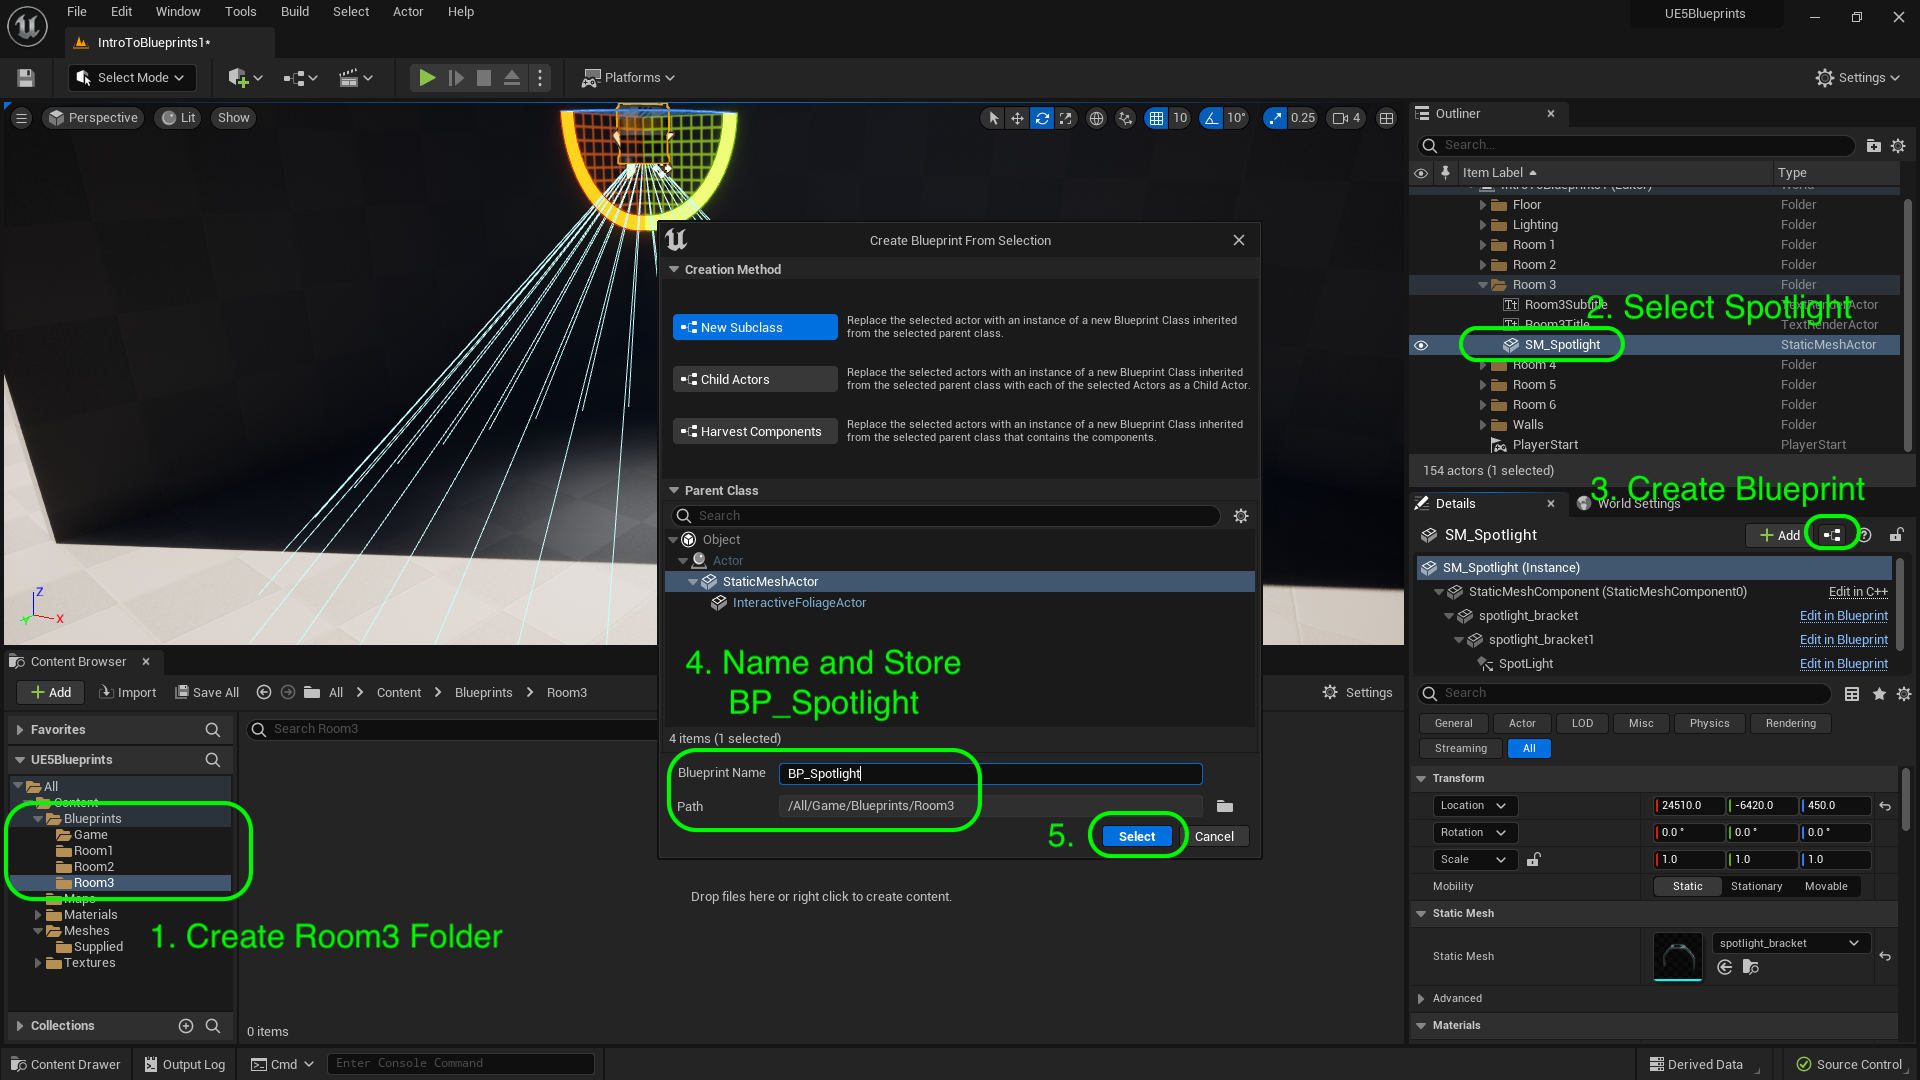 File Edit Window Tools Build Select Actor Help
UE5Blueprints
IntroToBlueprints1*
Select Mode
Platforms
Settings
Perspective Lit Show
10 10° 0.25 4
Outliner
Search...
Item Label Type
IntroToBlueprints1 (Editor) World
Floor Folder
Lighting Folder
Room 1 Folder
Room 2 Folder
Room 3 Folder
Room3Subtitle TextRenderActor
2. Select Spotlight
Room3Title TextRenderActor
SM_Spotlight StaticMeshActor
Room 4 Folder
Room 5 Folder
Room 6 Folder
Walls Folder
PlayerStart PlayerStart
154 actors (1 selected)
3. Create Blueprint
Details World Settings
SM_Spotlight Add
SM_Spotlight (Instance)
StaticMeshComponent (StaticMeshComponent0) Edit in C++
spotlight_bracket Edit in Blueprint
spotlight_bracket1 Edit in Blueprint
SpotLight Edit in Blueprint
Search
General Actor LOD Misc Physics Rendering
Streaming All
Transform
Location 24510.0 -6420.0 450.0
Rotation 0.0 ° 0.0 ° 0.0 °
Scale 1.0 1.0 1.0
Mobility Static Stationary Movable
Static Mesh
Static Mesh spotlight_bracket
Advanced
Materials
Create Blueprint From Selection
Creation Method
New Subclass
Replace the selected actor with an instance of a new Blueprint Class inherited
from the selected parent class.
Child Actors
Replace the selected actors with an instance of a new Blueprint Class inherited
from the selected parent class with each of the selected Actors as a Child Actor.
Harvest Components
Replace the selected actors with an instance of a new Blueprint Class inherited
from the selected parent class that contains the components.
Parent Class
Search
Object
Actor
StaticMeshActor
InteractiveFoliageActor
4. Name and Store
BP_Spotlight
4 items (1 selected)
Blueprint Name BP_Spotlight
Path /All/Game/Blueprints/Room3
5. Select Cancel
Z
X
Y
Content Browser
Add Import Save All All Content Blueprints Room3 Settings
Favorites
Search Room3
UE5Blueprints
All
Content
Blueprints
Game
Room1
Room2
Room3
Maps
Materials
Meshes
Supplied
Textures
1. Create Room3 Folder
Drop files here or right click to create content.
Collections
0 items
Content Drawer Output Log Cmd Enter Console Command Derived Data Source Control